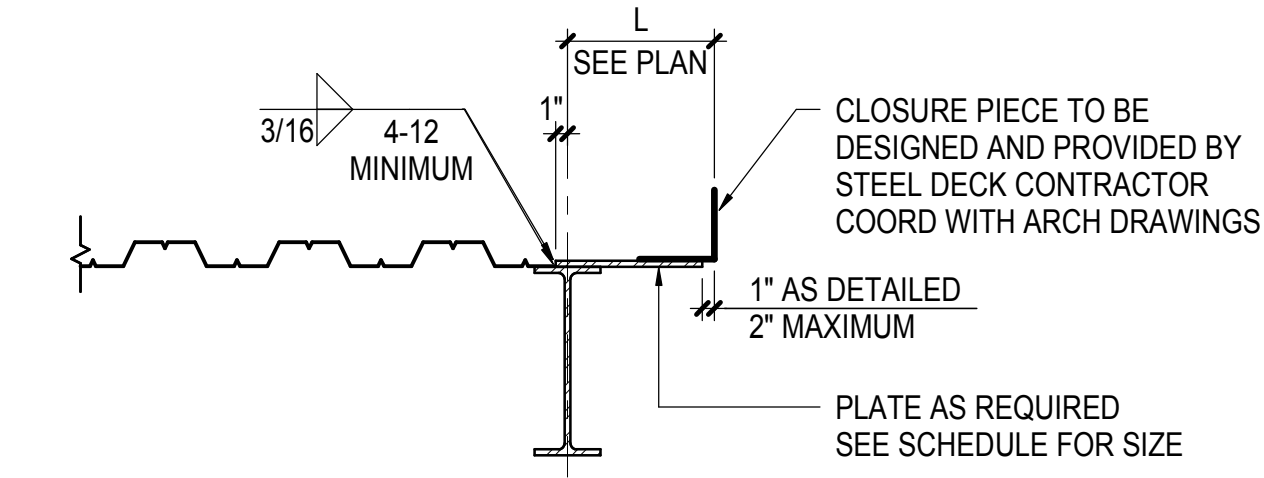 L
SEE PLAN
1"
3/16
4-12
MINIMUM
CLOSURE PIECE TO BE
DESIGNED AND PROVIDED BY
STEEL DECK CONTRACTOR
COORD WITH ARCH DRAWINGS
1" AS DETAILED
2" MAXIMUM
PLATE AS REQUIRED
SEE SCHEDULE FOR SIZE